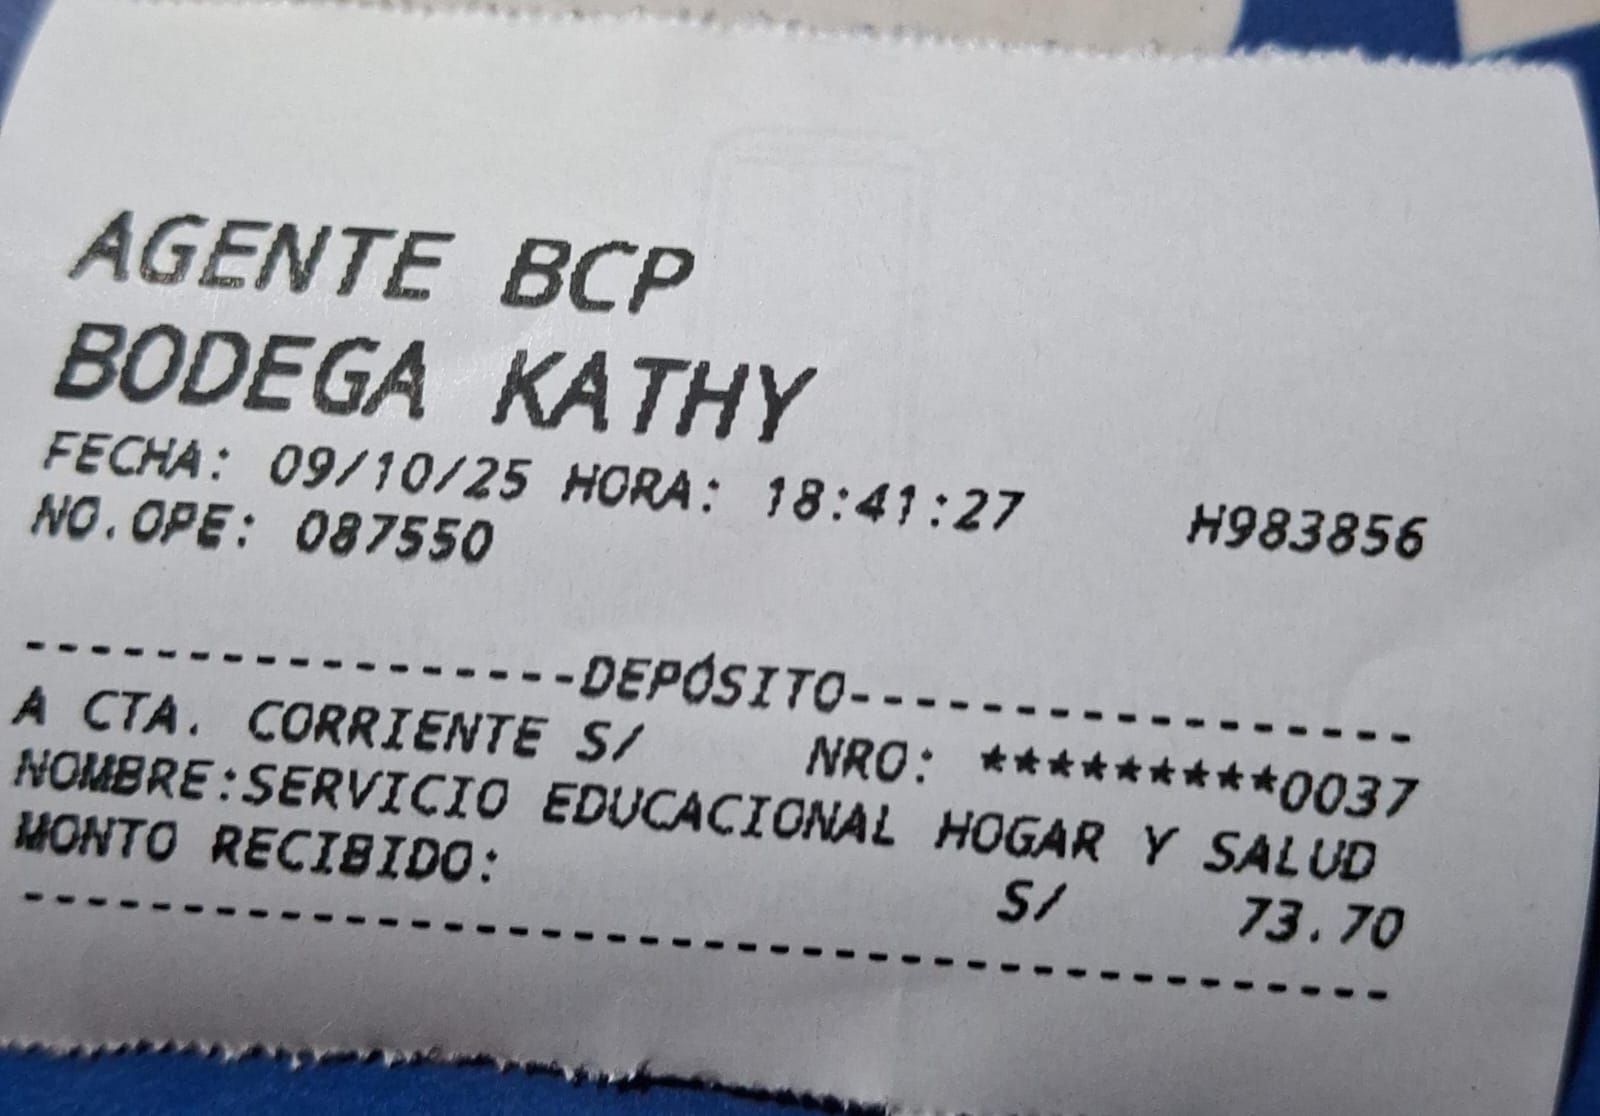 AGENTE BCP
BODEGA KATHY
FECHA: 09/10/25 HORA: 18:41:27 H983856
NO.OPE: 087550
------------------DEPÓSITO------------------
A CTA. CORRIENTE S/ NRO: *********0037
NOMBRE:SERVICIO EDUCACIONAL HOGAR Y SALUD
MONTO RECIBIDO: S/ 73.70
-------------------------------------------